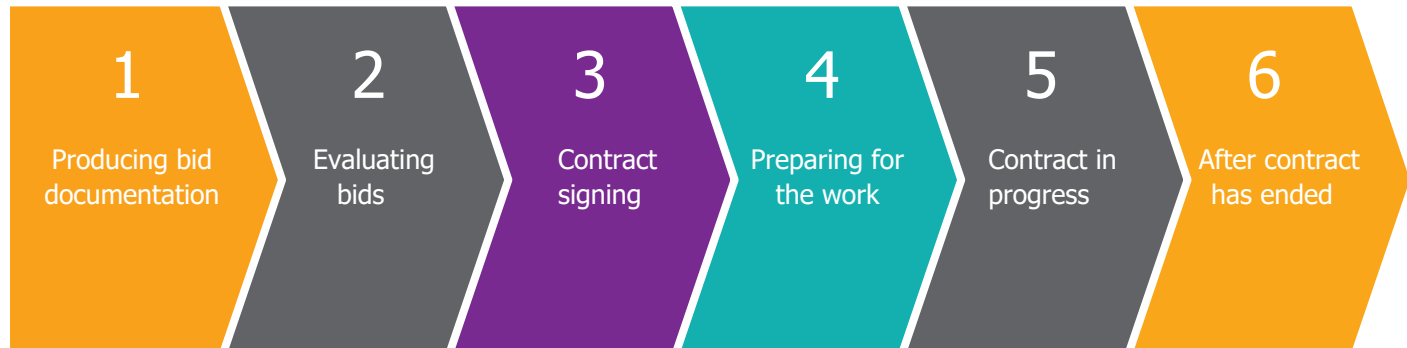 1
Producing bid
documentation
2
Evaluating
bids
3
Contract
signing
4
Preparing for
the work
5
Contract in
progress
6
After contract
has ended